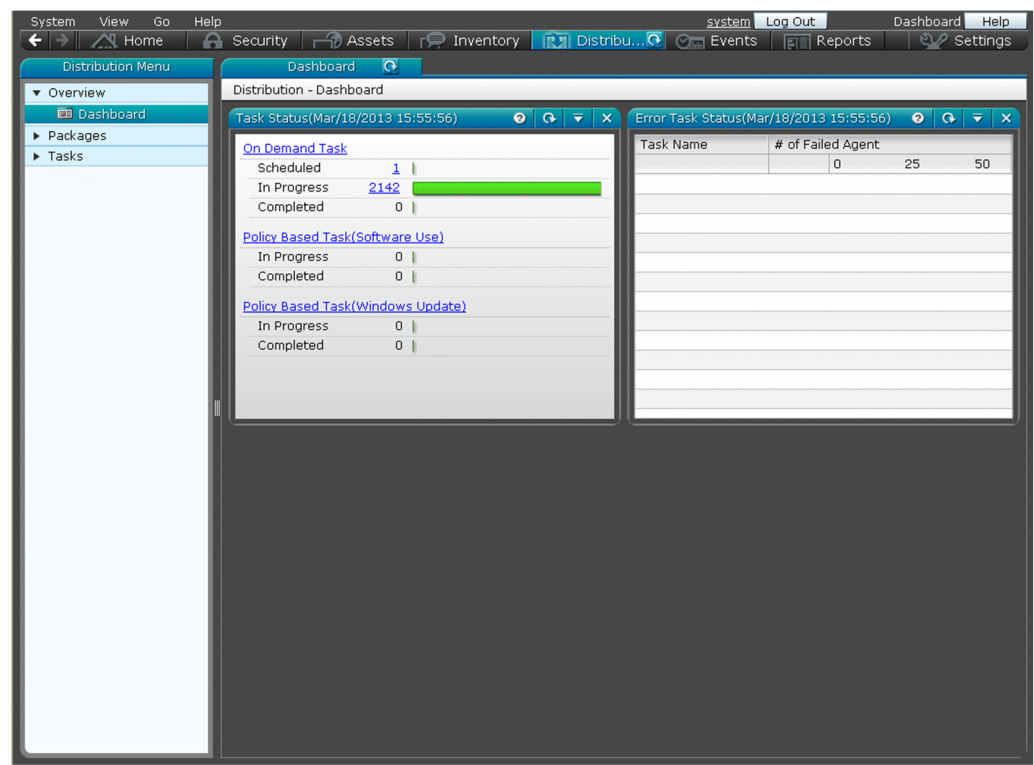 System View Go Help system Log Out Dashboard Help
Home Security Assets Inventory Distribu... Events Reports Settings
Distribution Menu
Overview
Dashboard
Packages
Tasks
Dashboard
Distribution - Dashboard
Task Status(Mar/18/2013 15:55:56)
On Demand Task
Scheduled 1
In Progress 2142
Completed 0
Policy Based Task(Software Use)
In Progress 0
Completed 0
Policy Based Task(Windows Update)
In Progress 0
Completed 0
Error Task Status(Mar/18/2013 15:55:56)
Task Name # of Failed Agent
0 25 50